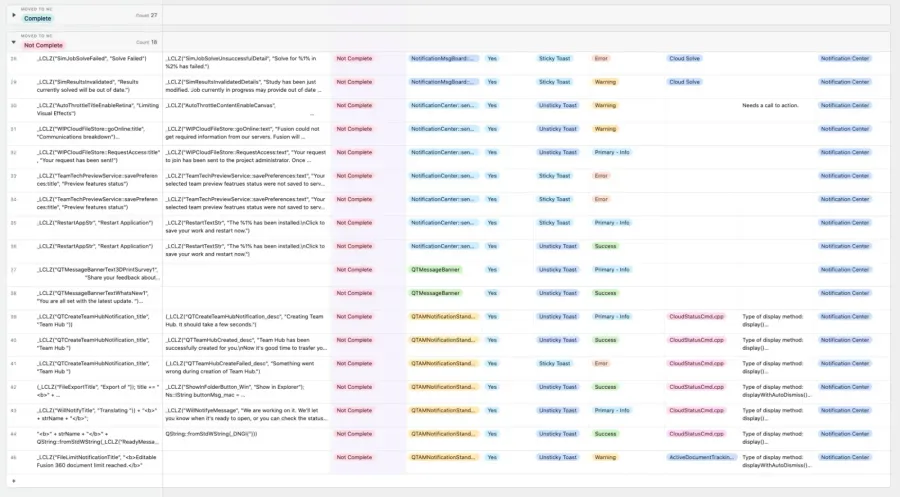 MOVED TO NC
Complete
Count 27
MOVED TO NC
Not Complete
Count 18
28
_LCLZ("SimJobSolveFailed", "Solve Failed")
_LCLZ("SimJobSolveUnsuccessfulDetail", "Solve for %1% in
%2% has failed.")
Not Complete
NotificationMsgBoard::...
Yes
Sticky Toast
Error
Cloud Solve
Notification Center
29
_LCLZ("SimResultsInvalidated", "Results
currently solved will be out of date.")
_LCLZ("SimResultsInvalidatedDetails", "Study has been just
modified. Job currently in progress may provide out of date ...
Not Complete
NotificationMsgBoard::...
Yes
Sticky Toast
Warning
Cloud Solve
Notification Center
30
_LCLZ("AutoThrottleTitleEnableRetina", "Limiting
Visual Effects")
_LCLZ("AutoThrottleContentEnableCanvas",
...
Not Complete
NotificationCenter::sen...
Yes
Unsticky Toast
Warning
Needs a call to action.
Notification Center
31
_LCLZ("WIPCloudFileStore::goOnline:title",
"Communications breakdown")...
_LCLZ("WIPCloudFileStore::goOnline:text", "Fusion could not
get required information from our servers. Fusion will ...
Not Complete
NotificationCenter::sen...
Yes
Unsticky Toast
Warning
Notification Center
32
_LCLZ("WIPCloudFileStore::RequestAccess:title"
, "Your request has been sent!")
_LCLZ("WIPCloudFileStore::RequestAccess:text", "Your request
to join has been sent to the project administrator. Once ...
Not Complete
NotificationCenter::sen...
Yes
Sticky Toast
Primary - Info
Notification Center
33
_LCLZ("TeamTechPreviewService::savePreferen
ces:title", "Preview features status")
_LCLZ("TeamTechPreviewService::savePreferences:text", "Your
selected team preview featrues status were not saved to serv...
Not Complete
NotificationCenter::sen...
Yes
Sticky Toast
Error
Notification Center
34
_LCLZ("TeamTechPreviewService::savePreferen
ces:title", "Preview features status")
_LCLZ("TeamTechPreviewService::savePreferences:text", "Your
selected team preview featrues status were not saved to serv...
Not Complete
NotificationCenter::sen...
Yes
Sticky Toast
Error
Notification Center
35
_LCLZ("RestartAppStr", "Restart Application")
_LCLZ("RestartTextStr", "The %1% has been installed.\nClick to
save your work and restart now.")
Not Complete
NotificationCenter::sen...
Yes
Sticky Toast
Primary - Info
Notification Center
36
_LCLZ("RestartAppStr", "Restart Application")
_LCLZ("RestartTextStr", "The %1% has been installed.\nClick to
save your work and restart now.")
Not Complete
NotificationCenter::sen...
Yes
Unsticky Toast
Success
Notification Center
37
_LCLZ("QTMessageBannerText3DPrintSurvey1",
"Share your feedback about...
Not Complete
QTMessageBanner
Yes
Unsticky Toast
Primary - Info
Notification Center
38
_LCLZ("QTMessageBannerTextWhatsNew1",
"You are all set with the latest update. ")...
Not Complete
QTMessageBanner
Yes
Unsticky Toast
Success
Notification Center
39
_LCLZ("QTCreateTeamHubNotification_title",
"Team Hub "))
(_LCLZ("QTCreateTeamHubNotification_desc", "Creating Team
Hub. It should take a few seconds.")
Not Complete
QTAMNotificationStand...
Yes
Unsticky Toast
Primary - Info
CloudStatusCmd.cpp
Type of display method:
display()...
Notification Center
40
_LCLZ("QTCreateTeamHubNotification_title",
"Team Hub ")
_LCLZ("QTTeamHubCreated_desc", "Team Hub has been
successfully created for you.\nNow it's good time to trasfer yo...
Not Complete
QTAMNotificationStand...
Yes
Unsticky Toast
Success
CloudStatusCmd.cpp
Type of display method:
display()...
Notification Center
41
_LCLZ("QTCreateTeamHubNotification_title",
"Team Hub ")
(_LCLZ("QTTeamHubCreateFailed_desc", "Something went
wrong during creation of Team Hub.")
Not Complete
QTAMNotificationStand...
Yes
Sticky Toast
Error
CloudStatusCmd.cpp
Type of display method:
display()...
Notification Center
42
(_LCLZ("FileExportTitle", "Export of ")); title += "
<b>" + ...
_LCLZ("ShowInFolderButton_Win", "Show in Explorer");
Ns::IString buttonMsg_mac = ...
Not Complete
QTAMNotificationStand...
Yes
Unsticky Toast
Success
CloudStatusCmd.cpp
Type of display method:
displayWithAutoDismiss()...
Notification Center
43
_LCLZ("WillNotifyTitle", "Translating ")) + "<b>"
+ strName + "</b>";
_LCLZ("WillNotifyeMessage", "We are working on it. We'll let
you know when it's ready to open, or you can check the status...
Not Complete
QTAMNotificationStand...
Yes
Unsticky Toast
Primary - Info
CloudStatusCmd.cpp
Type of display method:
display()...
Notification Center
44
"<b>" + strName + "</b>" +
QString::fromStdWString(_LCLZ("ReadyMessa...
QString::fromStdWString(_DNG(""))
Not Complete
QTAMNotificationStand...
Yes
Unsticky Toast
Success
CloudStatusCmd.cpp
Type of display method:
display()...
Notification Center
45
_LCLZ("FileLimitNotificationTitle", "<b>Editable
Fusion 360 document limit reached.</b>"
Not Complete
QTAMNotificationStand...
Yes
Unsticky Toast
Warning
ActiveDocumentTrackin...
Type of display method:
displayWithAutoDismiss()...
Notification Center
+